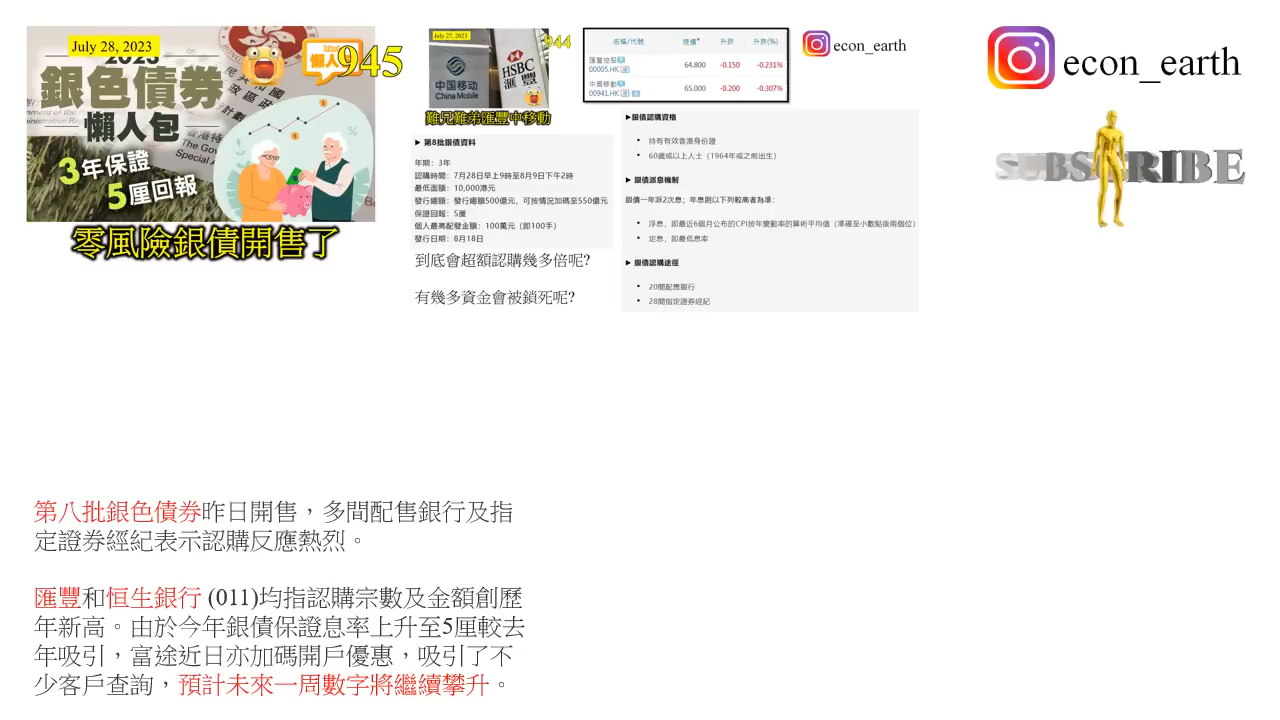 July 28, 2023
2023
銀色債券
懶人包
3年保證
5厘回報
懶人
945
零風險銀債開售了
July 27, 2023
944
中国移动
China Mobile
HSBC
匯豐
難兄難弟匯豐中移動
名稱/代號 現價* 升跌 升跌(%)
匯豐控股
00005.HK 64.800 -0.150 -0.231%
中國移動
00941.HK 65.000 -0.200 -0.307%
econ_earth
► 第8批銀債資料
年期：3年
認購時間：7月28日早上9時至8月9日下午2時
最低面額：10,000港元
發行總額：發行總額500億元，可按情況加碼至550億元
保證回報：5厘
個人最高配發金額：100萬元（即100手）
發行日期：8月18日
到底會超額認購幾多倍呢?
有幾多資金會被鎖死呢?
►銀債認購資格
• 持有有效香港身份證
• 60歲或以上人士（1964年或之前出生）
► 銀債派息機制
銀債一年派2次息；年息則以下列較高者為準：
• 浮息，即最近6個月公布的CPI按年變動率的算術平均值（準確至小數點後兩個位）
• 定息，即最低息率
► 銀債認購途徑
• 20間配售銀行
• 28間指定證券經紀
econ_earth
SUBSCRIBE
第八批銀色債券昨日開售，多間配售銀行及指
定證券經紀表示認購反應熱烈。
匯豐和恒生銀行 (011)均指認購宗數及金額創歷
年新高。由於今年銀債保證息率上升至5厘較去
年吸引，富途近日亦加碼開戶優惠，吸引了不
少客戶查詢，預計未來一周數字將繼續攀升。